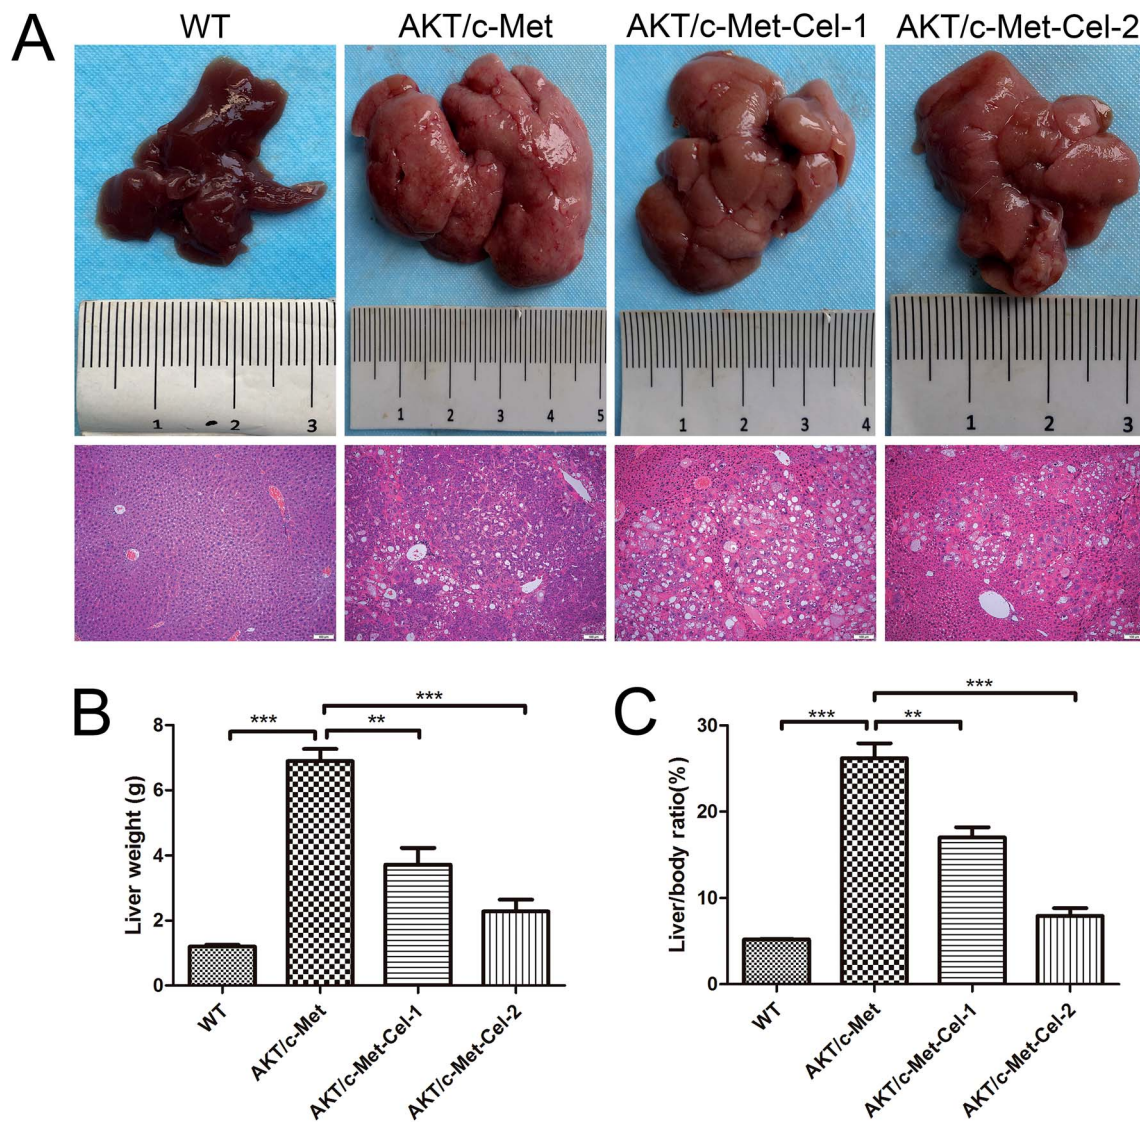 A
WT AKT/c-Met AKT/c-Met-Cel-1 AKT/c-Met-Cel-2
1 2 3
1 2 3 4 5
1 2 3 4
1 2 3
B
*** ** ***
Liver weight (g)
8
6
4
2
0
WT
AKT/c-Met
AKT/c-Met-Cel-1
AKT/c-Met-Cel-2
C
*** ** ***
Liver/body ratio(%)
30
20
10
0
WT
AKT/c-Met
AKT/c-Met-Cel-1
AKT/c-Met-Cel-2